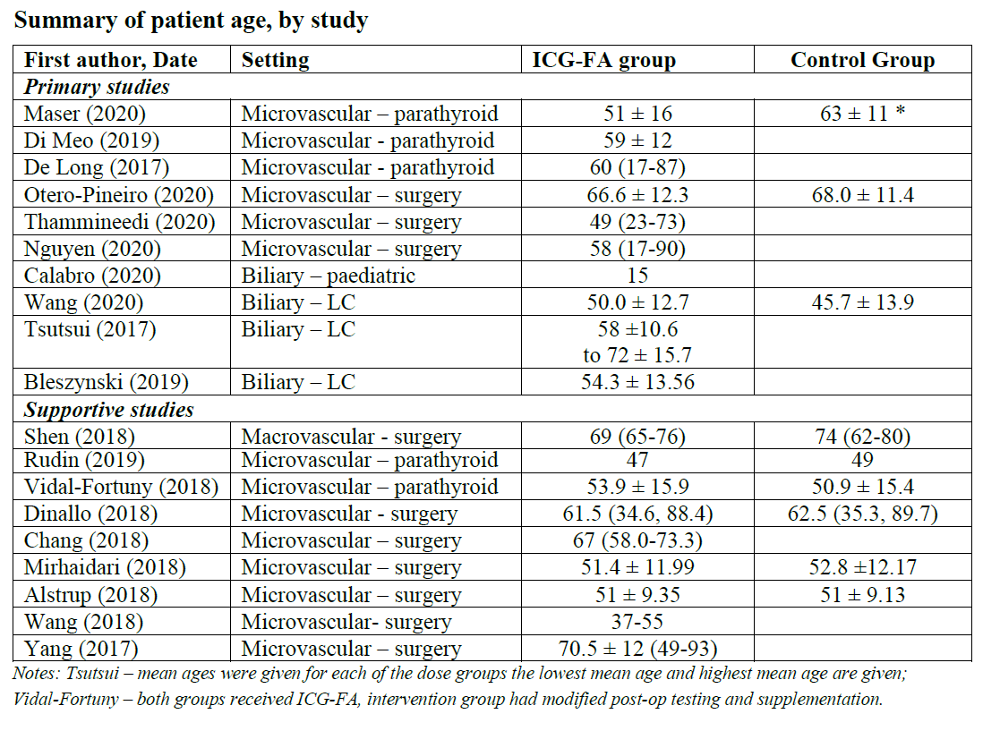 Summary of patient age, by study
First author, Date Setting ICG-FA group Control Group
Primary studies
Maser (2020) Microvascular – parathyroid 51 ± 16 63 ± 11 *
Di Meo (2019) Microvascular - parathyroid 59 ± 12
De Long (2017) Microvascular - parathyroid 60 (17-87)
Otero-Pineiro (2020) Microvascular – surgery 66.6 ± 12.3 68.0 ± 11.4
Thammineedi (2020) Microvascular – surgery 49 (23-73)
Nguyen (2020) Microvascular – surgery 58 (17-90)
Calabro (2020) Biliary – paediatric 15
Wang (2020) Biliary – LC 50.0 ± 12.7 45.7 ± 13.9
Tsutsui (2017) Biliary – LC 58 ±10.6
to 72 ± 15.7
Bleszynski (2019) Biliary – LC 54.3 ± 13.56
Supportive studies
Shen (2018) Macrovascular - surgery 69 (65-76) 74 (62-80)
Rudin (2019) Microvascular – parathyroid 47 49
Vidal-Fortuny (2018) Microvascular – parathyroid 53.9 ± 15.9 50.9 ± 15.4
Dinallo (2018) Microvascular - surgery 61.5 (34.6, 88.4) 62.5 (35.3, 89.7)
Chang (2018) Microvascular – surgery 67 (58.0-73.3)
Mirhaidari (2018) Microvascular – surgery 51.4 ± 11.99 52.8 ±12.17
Alstrup (2018) Microvascular – surgery 51 ± 9.35 51 ± 9.13
Wang (2018) Microvascular- surgery 37-55
Yang (2017) Microvascular – surgery 70.5 ± 12 (49-93)
Notes: Tsutsui – mean ages were given for each of the dose groups the lowest mean age and highest mean age are given;
Vidal-Fortuny – both groups received ICG-FA, intervention group had modified post-op testing and supplementation.